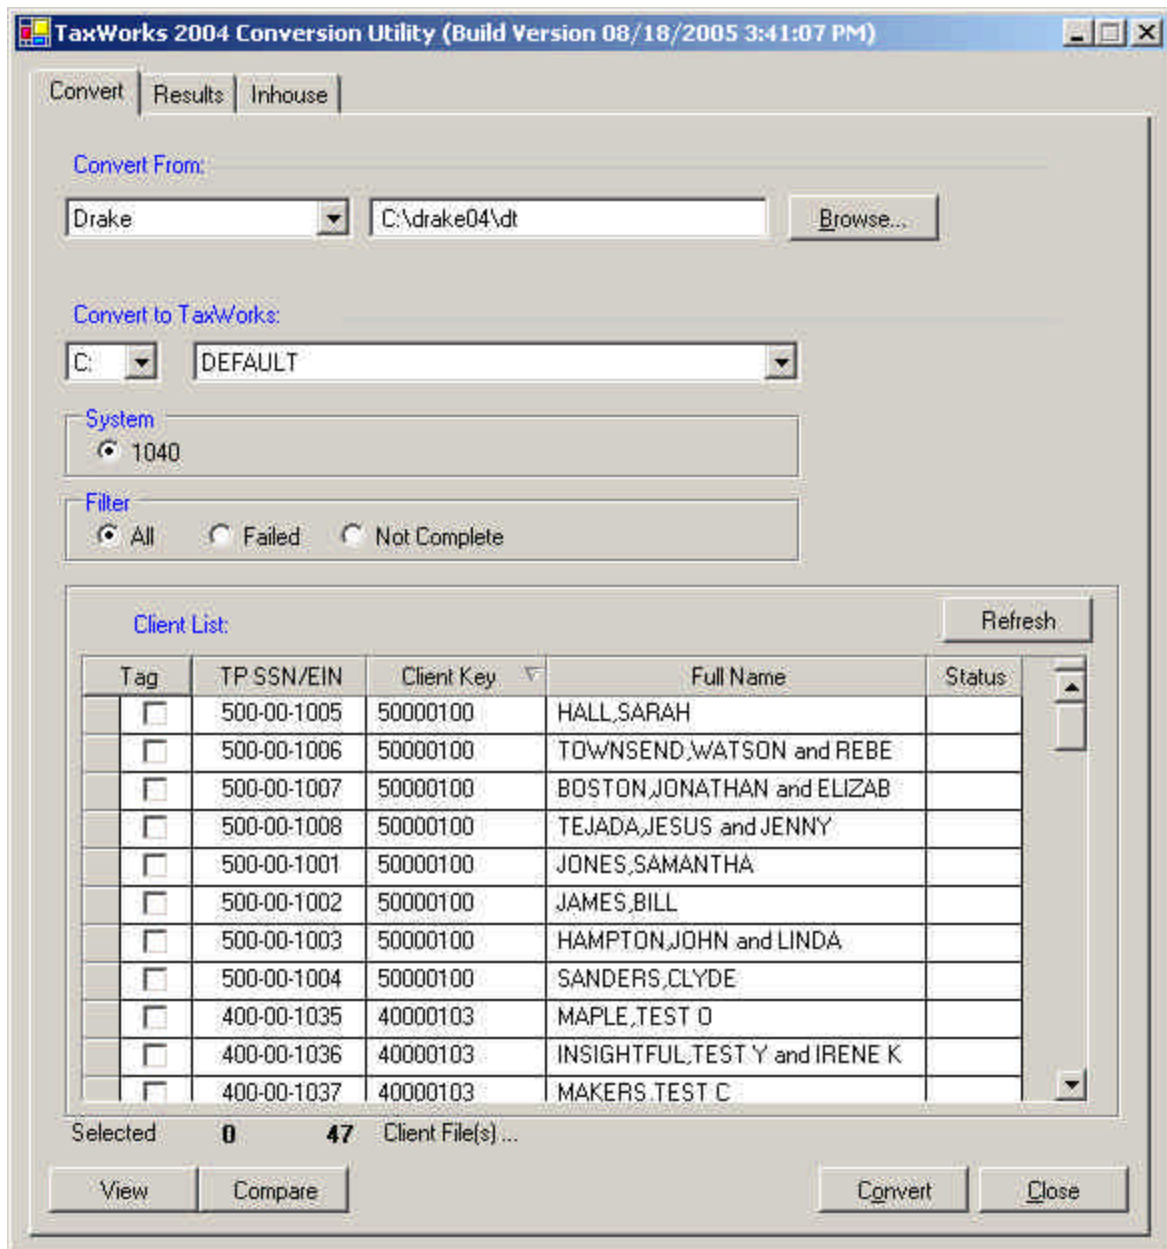 TaxWorks 2004 Conversion Utility (Build Version 08/18/2005 3:41:07 PM)
Convert Results Inhouse
Convert From:
Drake C:\drake04\dt Browse...
Convert to TaxWorks:
C: DEFAULT
System
1040
Filter
All Failed Not Complete
Client List: Refresh
Tag TP SSN/EIN Client Key Full Name Status
500-00-1005 50000100 HALL,SARAH
500-00-1006 50000100 TOWNSEND,WATSON and REBE
500-00-1007 50000100 BOSTON,JONATHAN and ELIZAB
500-00-1008 50000100 TEJADA,JESUS and JENNY
500-00-1001 50000100 JONES,SAMANTHA
500-00-1002 50000100 JAMES,BILL
500-00-1003 50000100 HAMPTON,JOHN and LINDA
500-00-1004 50000100 SANDERS,CLYDE
400-00-1035 40000103 MAPLE,TEST O
400-00-1036 40000103 INSIGHTFUL,TEST Y and IRENE K
400-00-1037 40000103 MAKERS,TEST C
Selected 0 47 Client File(s) ...
View Compare Convert Close